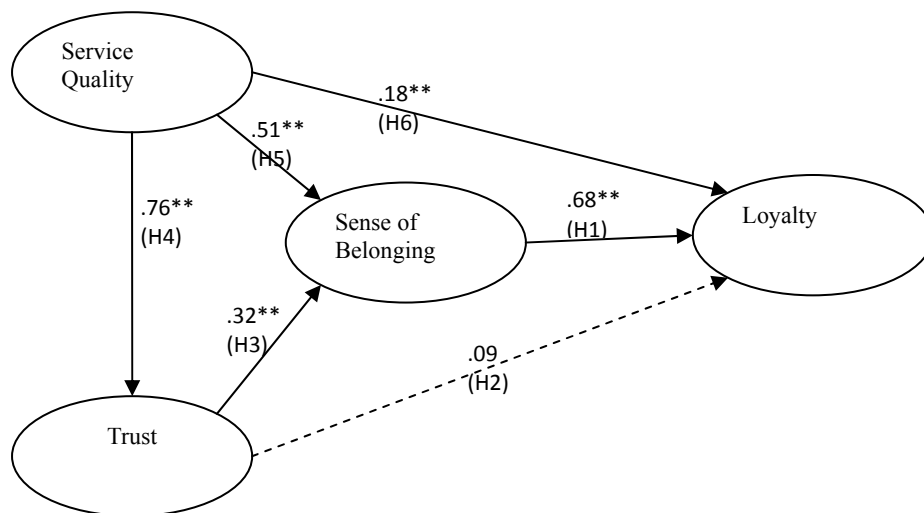 Service
Quality
.18**
(H6)
.51**
(H5)
.76**
(H4)
Sense of
Belonging
.68**
(H1)
Loyalty
.32**
(H3)
.09
(H2)
Trust